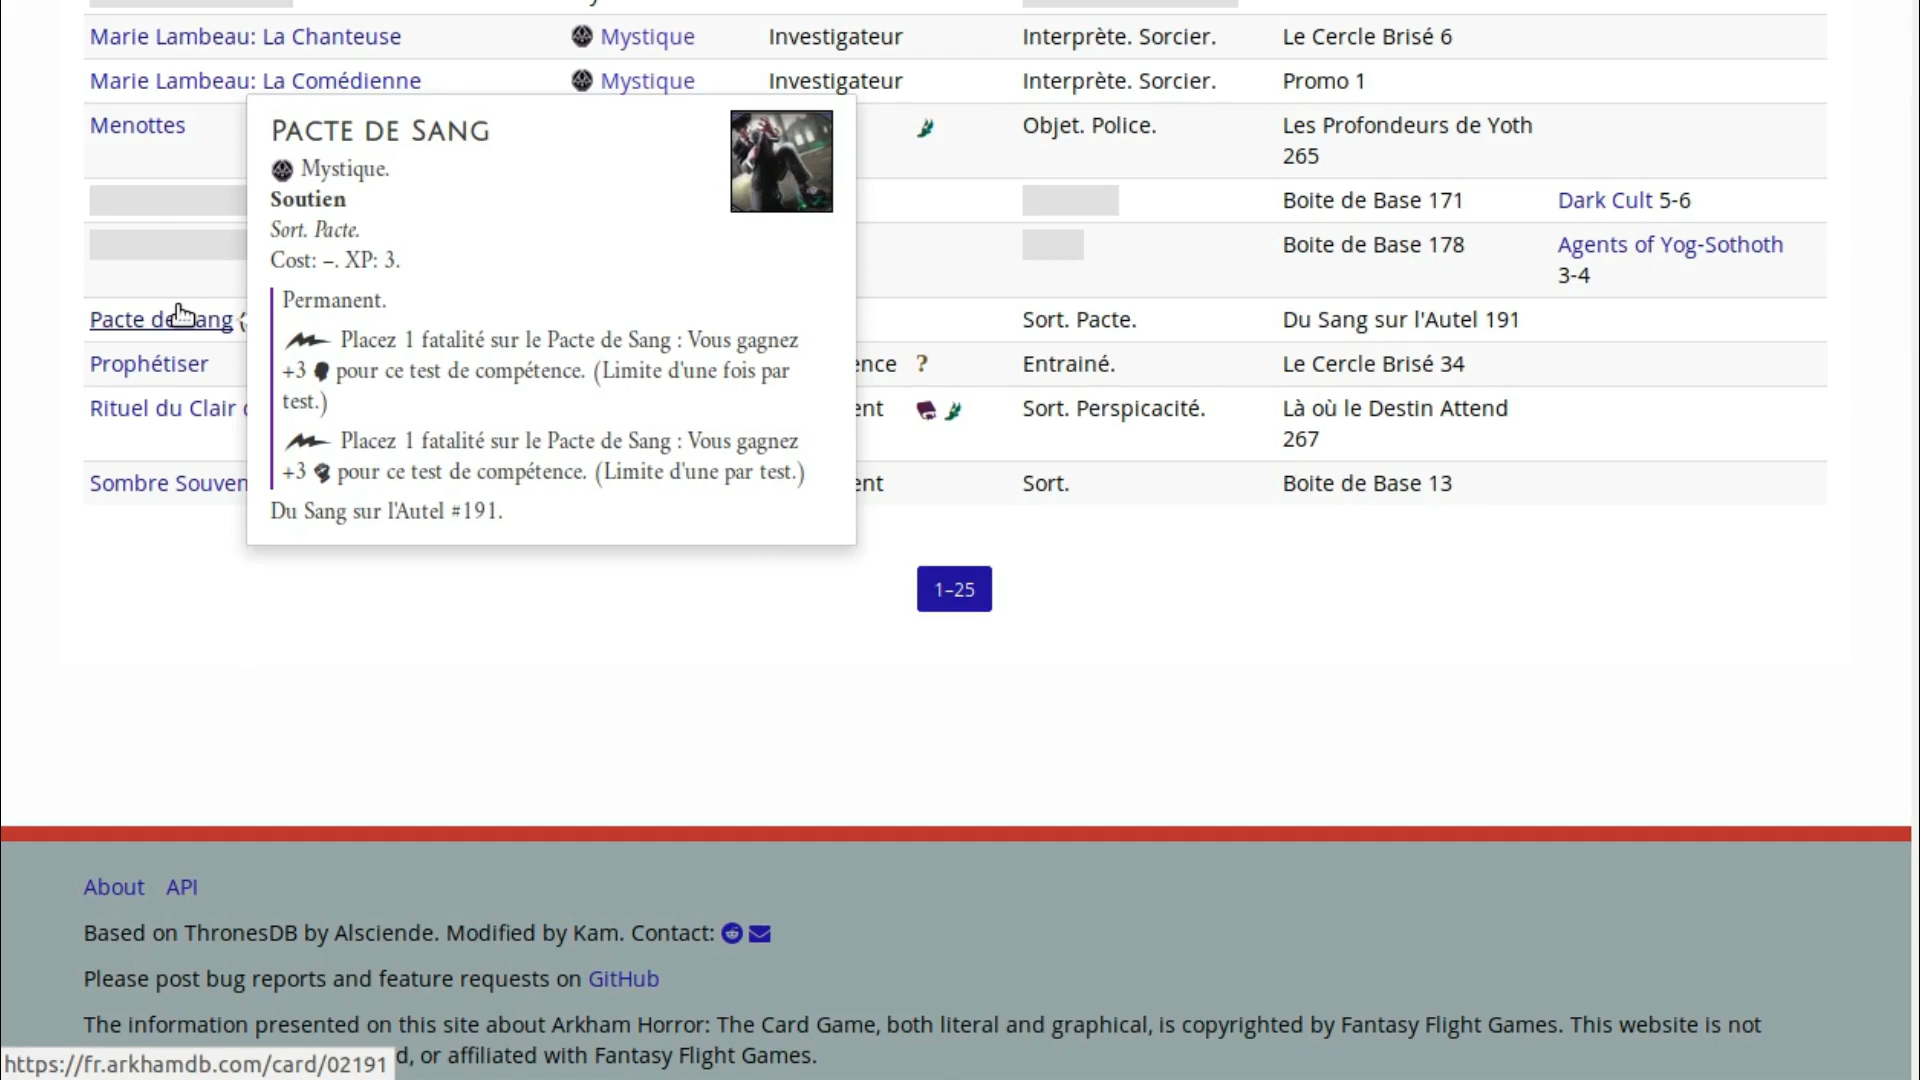 Marie Lambeau: La Chanteuse Mystique Investigateur Interprète. Sorcier. Le Cercle Brisé 6
Marie Lambeau: La Comédienne Mystique Investigateur Interprète. Sorcier. Promo 1
Menottes Objet. Police. Les Profondeurs de Yoth
265
Boite de Base 171 Dark Cult 5-6
Boite de Base 178 Agents of Yog-Sothoth
3-4
Pacte de Sang Sort. Pacte. Du Sang sur l'Autel 191
Prophétiser ence ? Entrainé. Le Cercle Brisé 34
Rituel du Clair ent Sort. Perspicacité. Là où le Destin Attend
267
Sombre Souven ent Sort. Boite de Base 13
PACTE DE SANG
Mystique.
Soutien
Sort. Pacte.
Cost: –. XP: 3.
Permanent.
Placez 1 fatalité sur le Pacte de Sang : Vous gagnez
+3 pour ce test de compétence. (Limite d'une fois par
test.)
Placez 1 fatalité sur le Pacte de Sang : Vous gagnez
+3 pour ce test de compétence. (Limite d'une par test.)
Du Sang sur l'Autel #191.
1–25
About API
Based on ThronesDB by Alsciende. Modified by Kam. Contact:
Please post bug reports and feature requests on GitHub
The information presented on this site about Arkham Horror: The Card Game, both literal and graphical, is copyrighted by Fantasy Flight Games. This website is not
d, or affiliated with Fantasy Flight Games.
https://fr.arkhamdb.com/card/02191